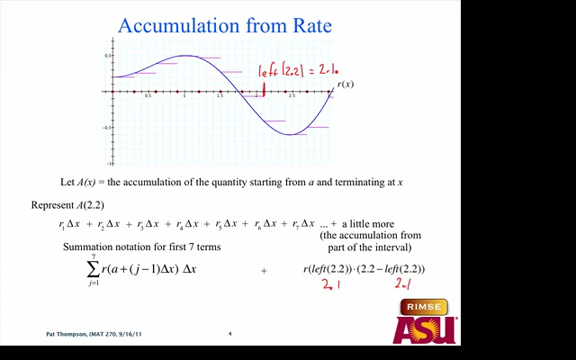 Accumulation from Rate
0.5
left(2.2) = 2.1
r(x)
0.5 1 1.5 2 2.5
-0.5
-1
Let A(x) = the accumulation of the quantity starting from a and terminating at x
Represent A(2.2)
r₁Δx + r₂Δx + r₃Δx + r₄Δx + r₅Δx + r₆Δx + r₇Δx ... + a little more
(the accumulation from
part of the interval)
Summation notation for first 7 terms
7
∑ r(a + (j − 1)Δx) Δx + r(left(2.2))·(2.2 − left(2.2))
j=1
2.1 2.1
RIMSE
ASU
Pat Thompson, (MAT 270, 9/16/11
4